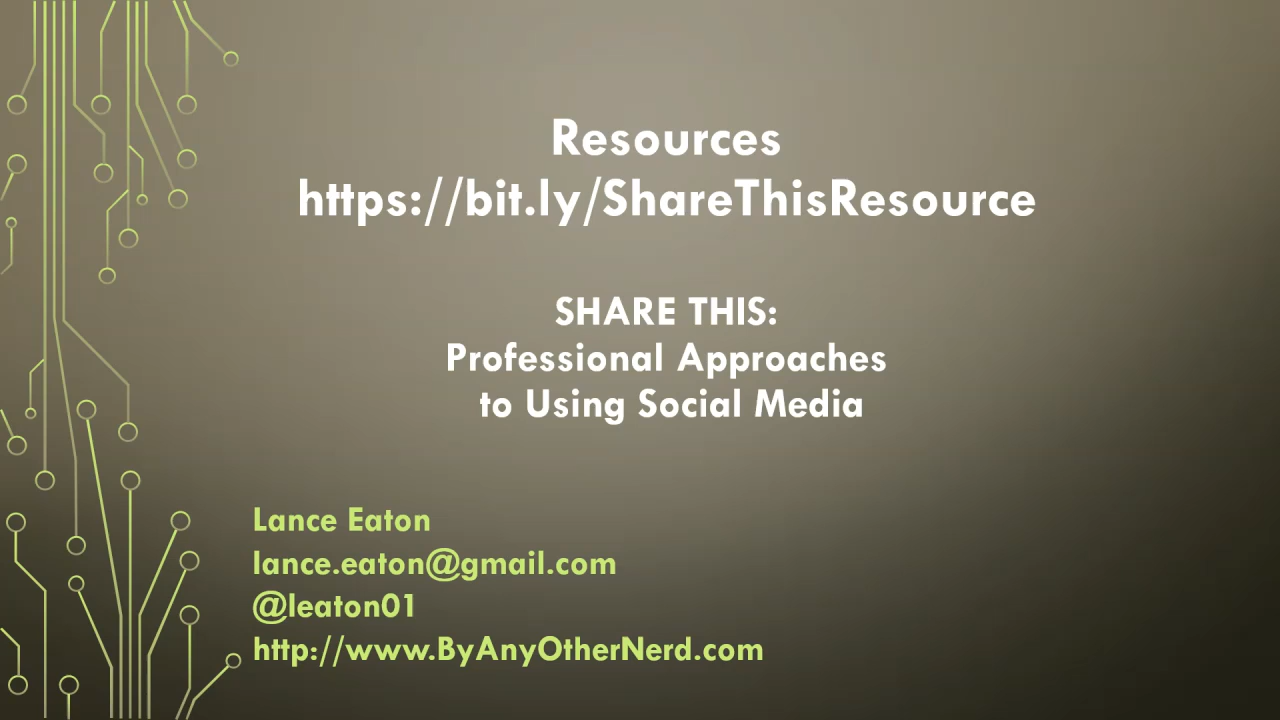 Resources
https://bit.ly/ShareThisResource
SHARE THIS:
Professional Approaches
to Using Social Media
Lance Eaton
lance.eaton@gmail.com
@leaton01
http://www.ByAnyOtherNerd.com